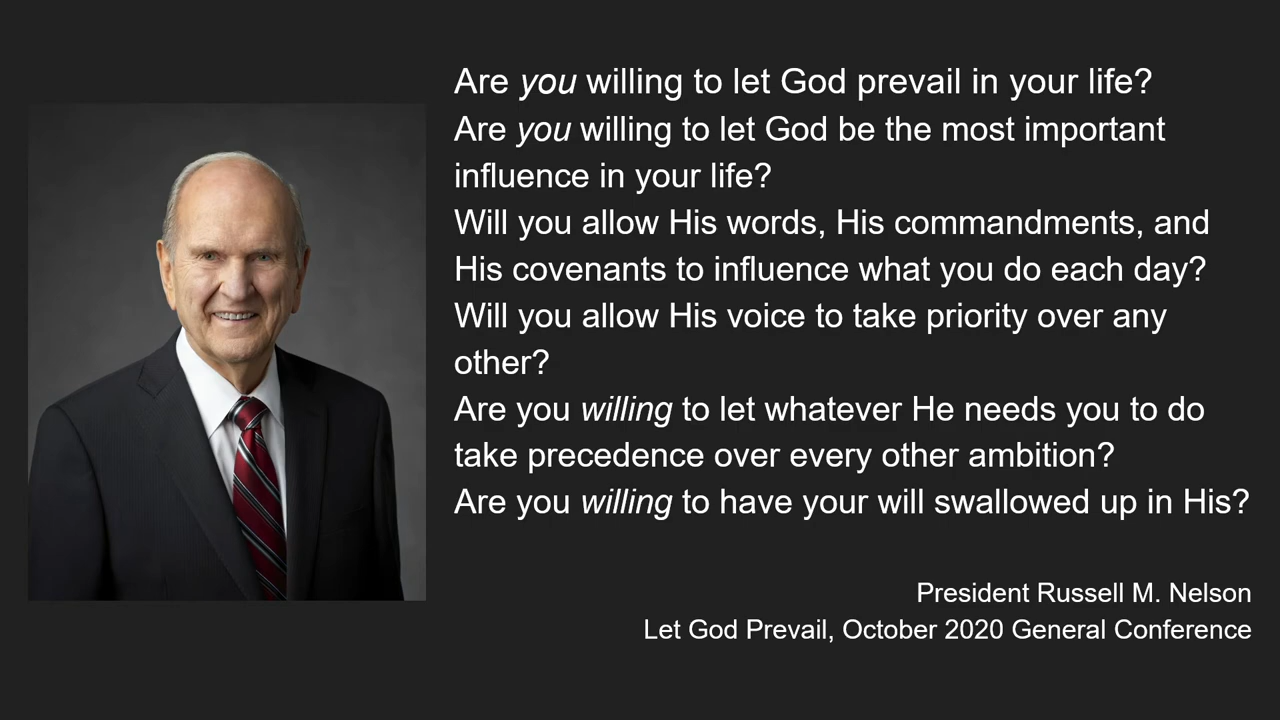 Are you willing to let God prevail in your life?
Are you willing to let God be the most important
influence in your life?
Will you allow His words, His commandments, and
His covenants to influence what you do each day?
Will you allow His voice to take priority over any
other?
Are you willing to let whatever He needs you to do
take precedence over every other ambition?
Are you willing to have your will swallowed up in His?
President Russell M. Nelson
Let God Prevail, October 2020 General Conference